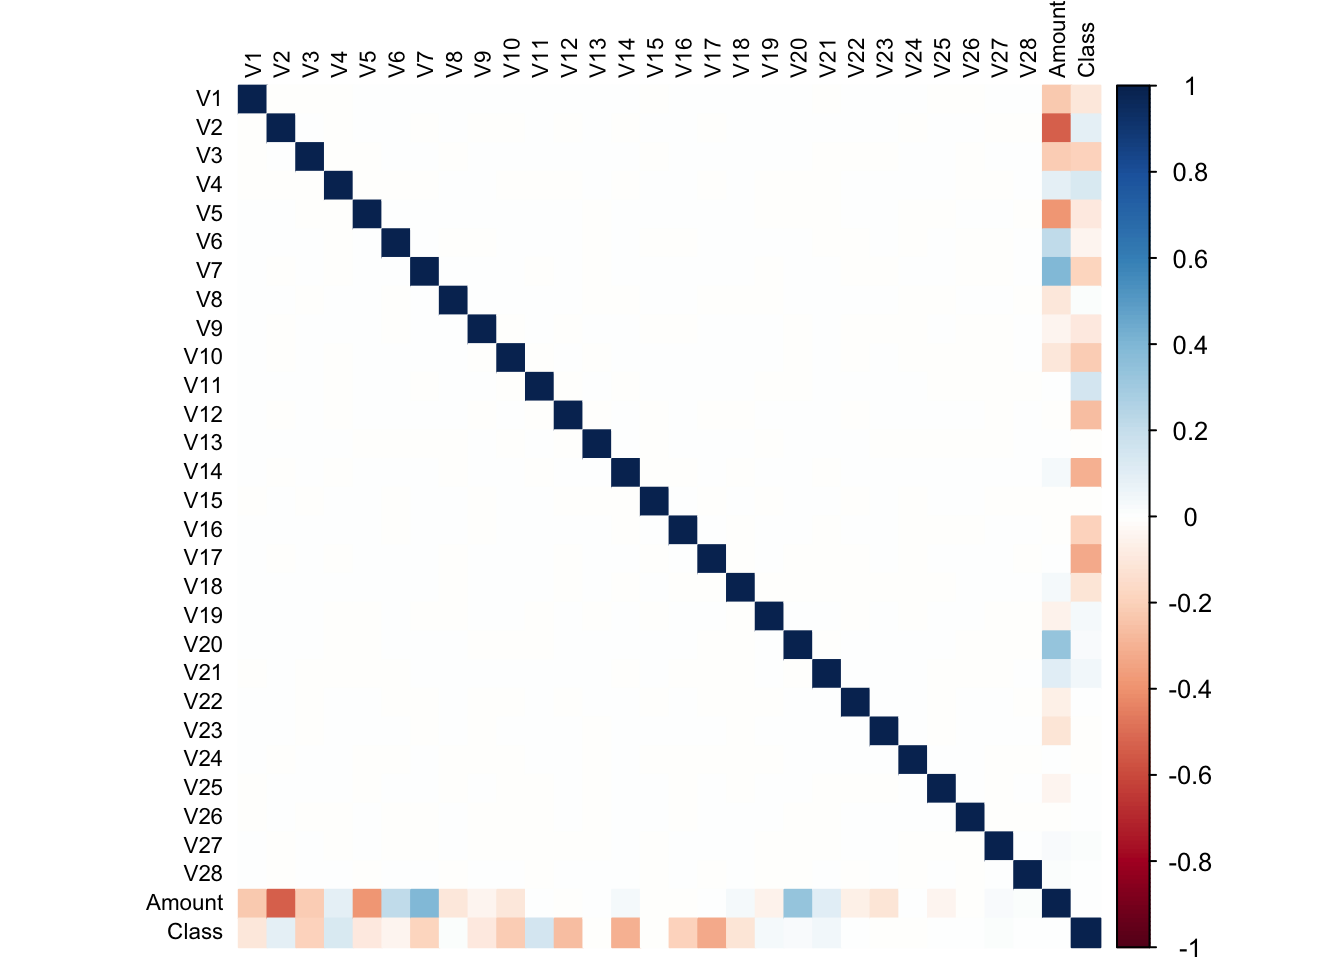 V1 V2 V3 V4 V5 V6 V7 V8 V9 V10 V11 V12 V13 V14 V15 V16 V17 V18 V19 V20 V21 V22 V23 V24 V25 V26 V27 V28 Amount Class
V1
V2
V3
V4
V5
V6
V7
V8
V9
V10
V11
V12
V13
V14
V15
V16
V17
V18
V19
V20
V21
V22
V23
V24
V25
V26
V27
V28
Amount
Class
1
0.8
0.6
0.4
0.2
0
-0.2
-0.4
-0.6
-0.8
-1